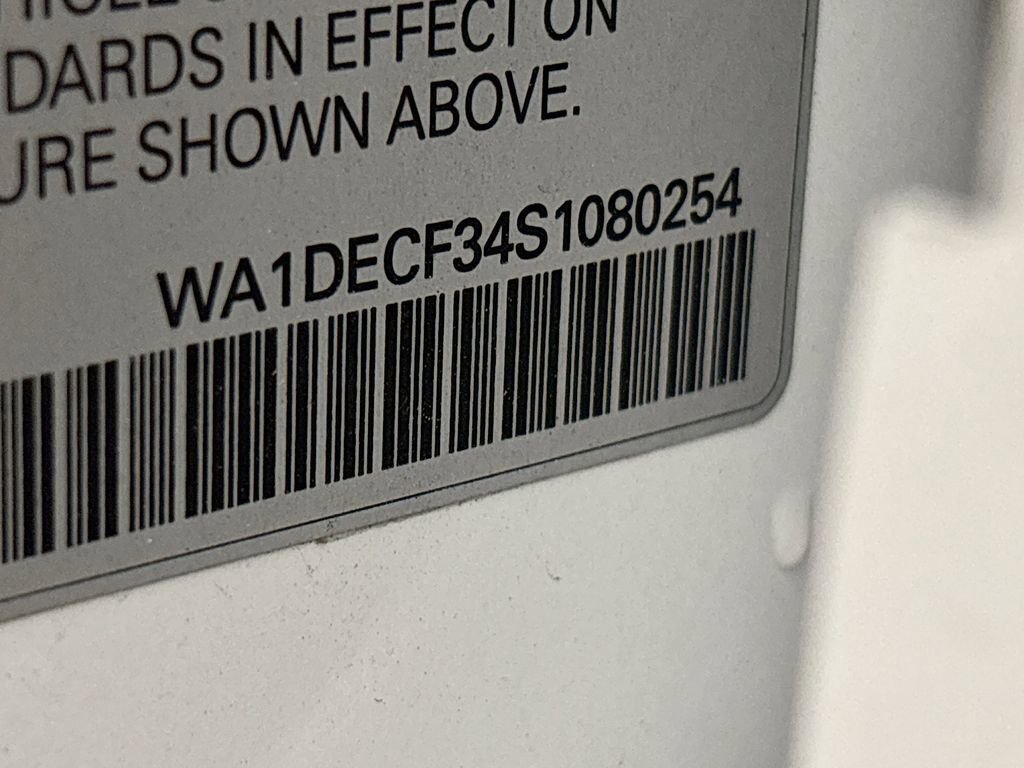 DARDS IN EFFECT ON
URE SHOWN ABOVE.
WA1DECF34S1080254